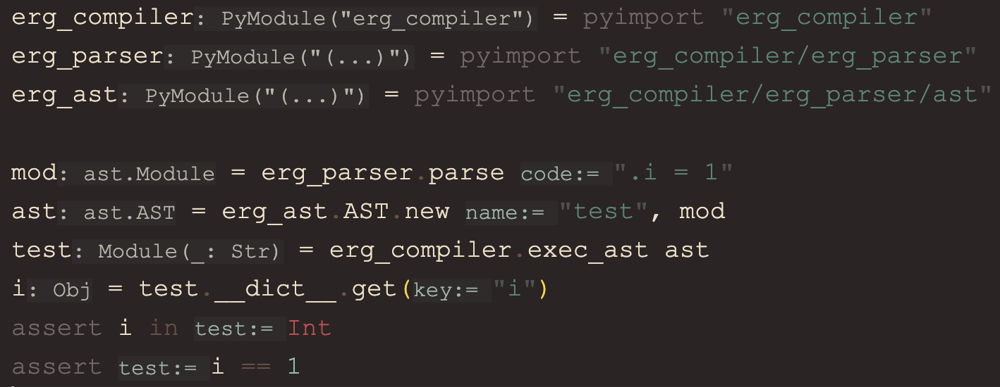 erg_compiler: PyModule("erg_compiler") = pyimport "erg_compiler"
erg_parser: PyModule("(...)") = pyimport "erg_compiler/erg_parser"
erg_ast: PyModule("(...)") = pyimport "erg_compiler/erg_parser/ast"
mod: ast.Module = erg_parser.parse code:= ".i = 1"
ast: ast.AST = erg_ast.AST.new name:= "test", mod
test: Module(_: Str) = erg_compiler.exec_ast ast
i: Obj = test.__dict__.get(key:= "i")
assert i in test:= Int
assert test:= i == 1